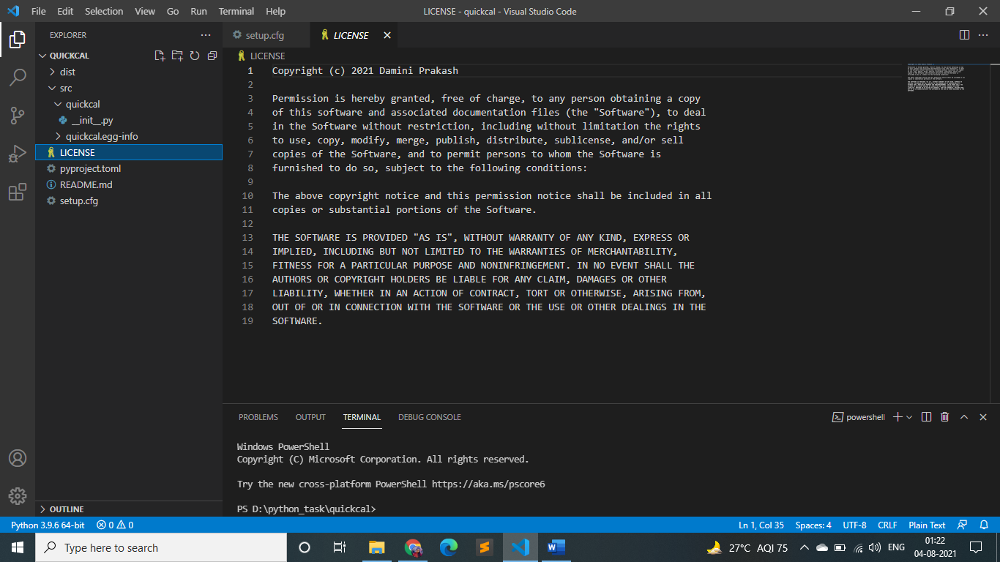 File Edit Selection View Go Run Terminal Help
LICENSE - quickcal - Visual Studio Code
EXPLORER
QUICKCAL
dist
src
quickcal
__init__.py
quickcal.egg-info
LICENSE
pyproject.toml
README.md
setup.cfg
OUTLINE
setup.cfg
LICENSE
LICENSE
1 Copyright (c) 2021 Damini Prakash
2
3 Permission is hereby granted, free of charge, to any person obtaining a copy
4 of this software and associated documentation files (the "Software"), to deal
5 in the Software without restriction, including without limitation the rights
6 to use, copy, modify, merge, publish, distribute, sublicense, and/or sell
7 copies of the Software, and to permit persons to whom the Software is
8 furnished to do so, subject to the following conditions:
9
10 The above copyright notice and this permission notice shall be included in all
11 copies or substantial portions of the Software.
12
13 THE SOFTWARE IS PROVIDED "AS IS", WITHOUT WARRANTY OF ANY KIND, EXPRESS OR
14 IMPLIED, INCLUDING BUT NOT LIMITED TO THE WARRANTIES OF MERCHANTABILITY,
15 FITNESS FOR A PARTICULAR PURPOSE AND NONINFRINGEMENT. IN NO EVENT SHALL THE
16 AUTHORS OR COPYRIGHT HOLDERS BE LIABLE FOR ANY CLAIM, DAMAGES OR OTHER
17 LIABILITY, WHETHER IN AN ACTION OF CONTRACT, TORT OR OTHERWISE, ARISING FROM,
18 OUT OF OR IN CONNECTION WITH THE SOFTWARE OR THE USE OR OTHER DEALINGS IN THE
19 SOFTWARE.
PROBLEMS OUTPUT TERMINAL DEBUG CONSOLE
powershell
Windows PowerShell
Copyright (C) Microsoft Corporation. All rights reserved.
Try the new cross-platform PowerShell https://aka.ms/pscore6
PS D:\python_task\quickcal>
Python 3.9.6 64-bit 0 0
Ln 1, Col 35 Spaces: 4 UTF-8 CRLF Plain Text
Type here to search
27°C AQI 75
ENG
01:22
04-08-2021